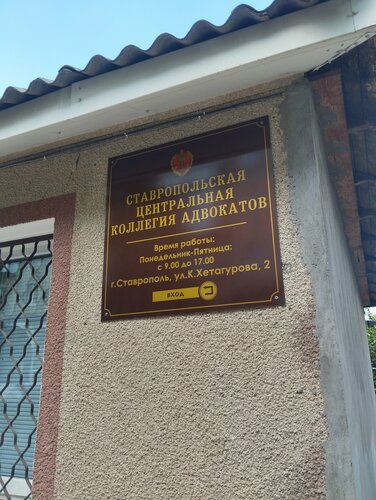 СТАВРОПОЛЬСКАЯ
ЦЕНТРАЛЬНАЯ
КОЛЛЕГИЯ АДВОКАТОВ
Время работы:
Понедельник-Пятница:
с 9.00 до 17.00
г.Ставрополь, ул.К.Хетагурова, 2
ВХОД